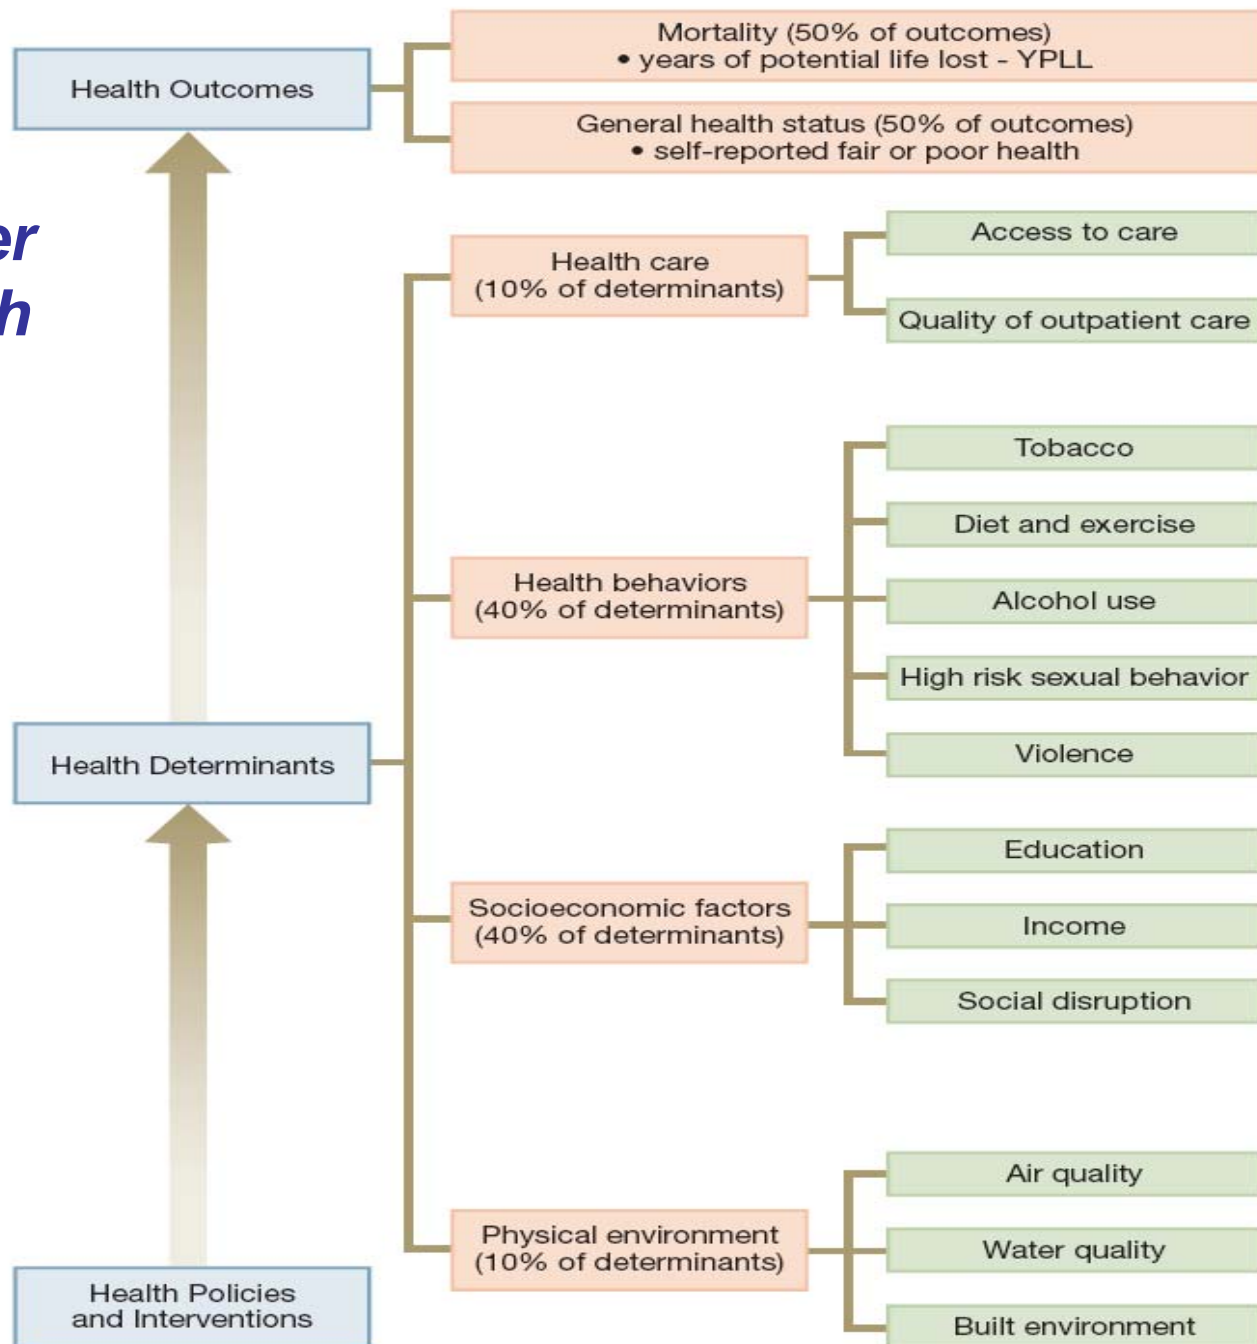 Mortality (50% of outcomes)
• years of potential life lost - YPLL
Health Outcomes
General health status (50% of outcomes)
• self-reported fair or poor health
Health care
(10% of determinants)
Access to care
Quality of outpatient care
Health behaviors
(40% of determinants)
Tobacco
Diet and exercise
Alcohol use
High risk sexual behavior
Violence
Health Determinants
Socioeconomic factors
(40% of determinants)
Education
Income
Social disruption
Physical environment
(10% of determinants)
Air quality
Water quality
Built environment
Health Policies
and Interventions